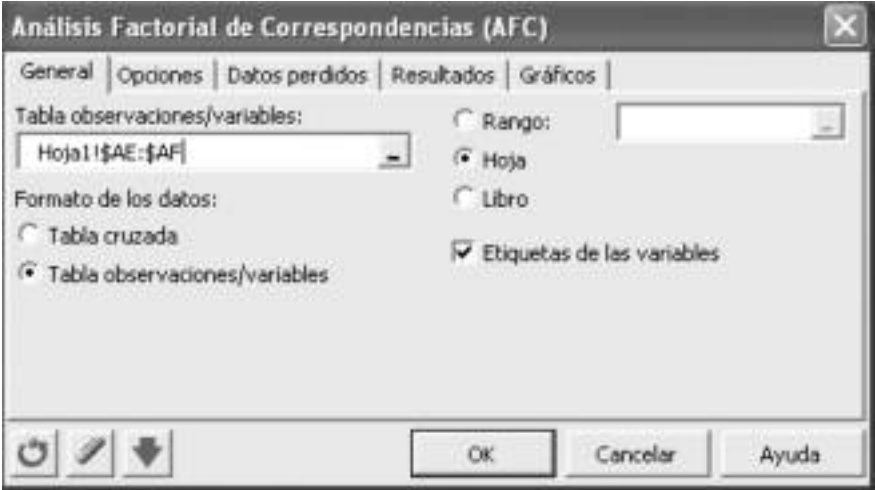 Análisis Factorial de Correspondencias (AFC)
General Opciones Datos perdidos Resultados Gráficos
Tabla observaciones/variables:
Hoja1!$AE:$AF
Formato de los datos:
Tabla cruzada
Tabla observaciones/variables
Rango:
Hoja
Libro
Etiquetas de las variables
OK Cancelar Ayuda